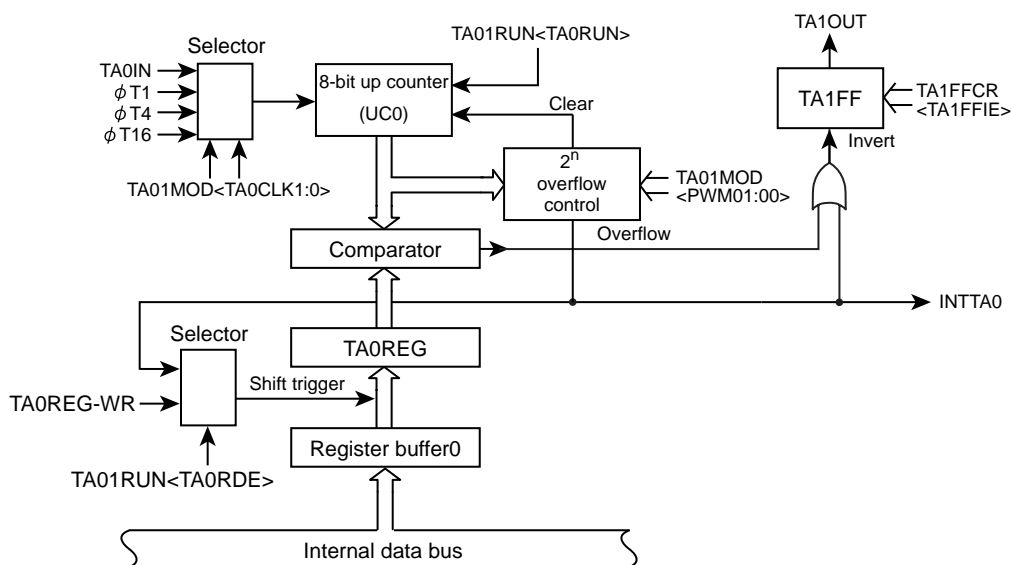 TA1OUT
Selector
TA01RUN<TA0RUN>
TA0IN
φT1
φT4
φT16
8-bit up counter
(UC0)
TA1FF
TA1FFCR
<TA1FFIE>
Clear
Invert
TA01MOD<TA0CLK1:0>
2n
overflow
control
TA01MOD
<PWM01:00>
Comparator
Overflow
INTTA0
Selector
TA0REG
Shift trigger
TA0REG-WR
Register buffer0
TA01RUN<TA0RDE>
Internal data bus